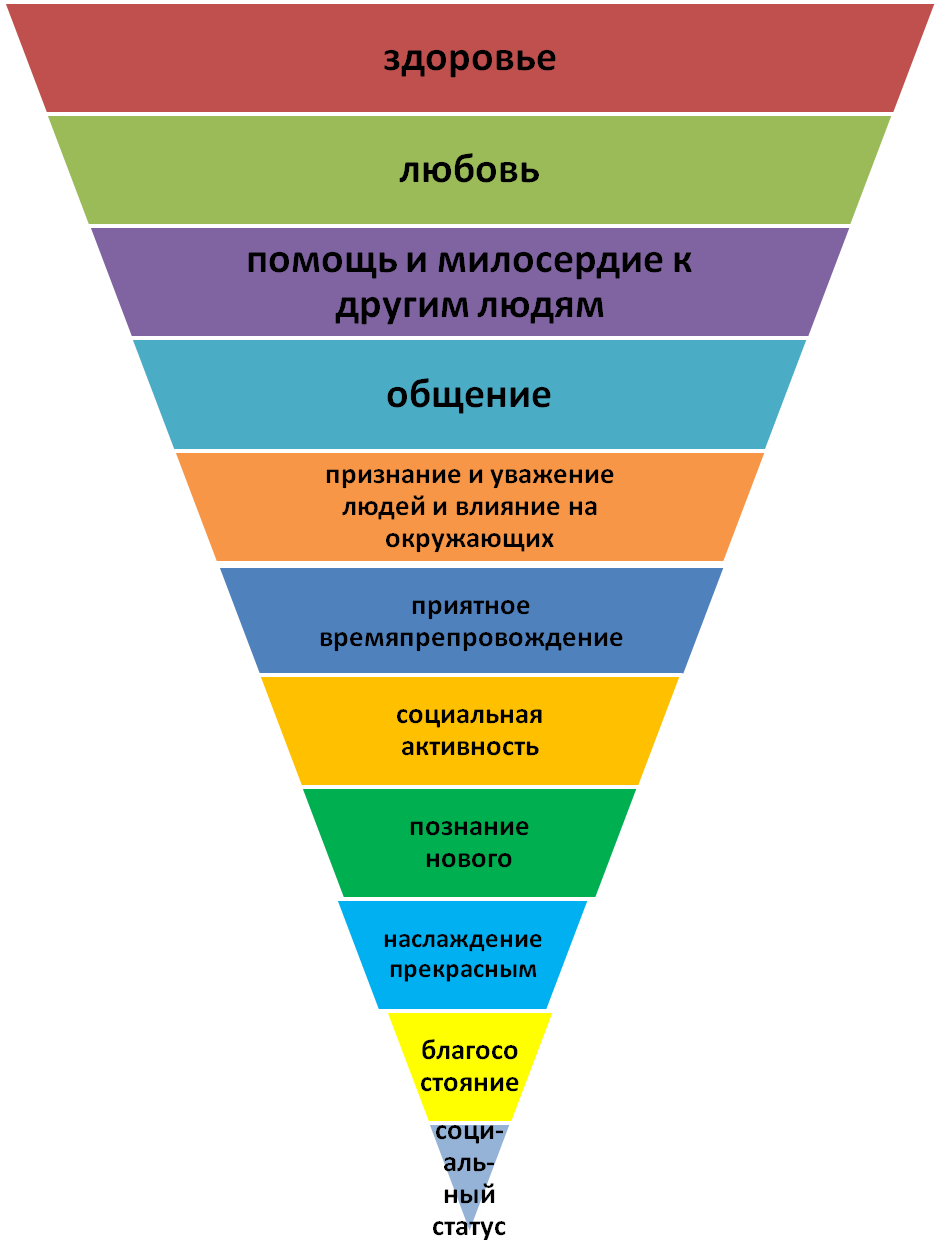 здоровье
любовь
помощь и милосердие к
другим людям
общение
признание и уважение
людей и влияние на
окружающих
приятное
времяпрепровождение
социальная
активность
познание
нового
наслаждение
прекрасным
благосо
стояние
соци-
аль-
ный
статус